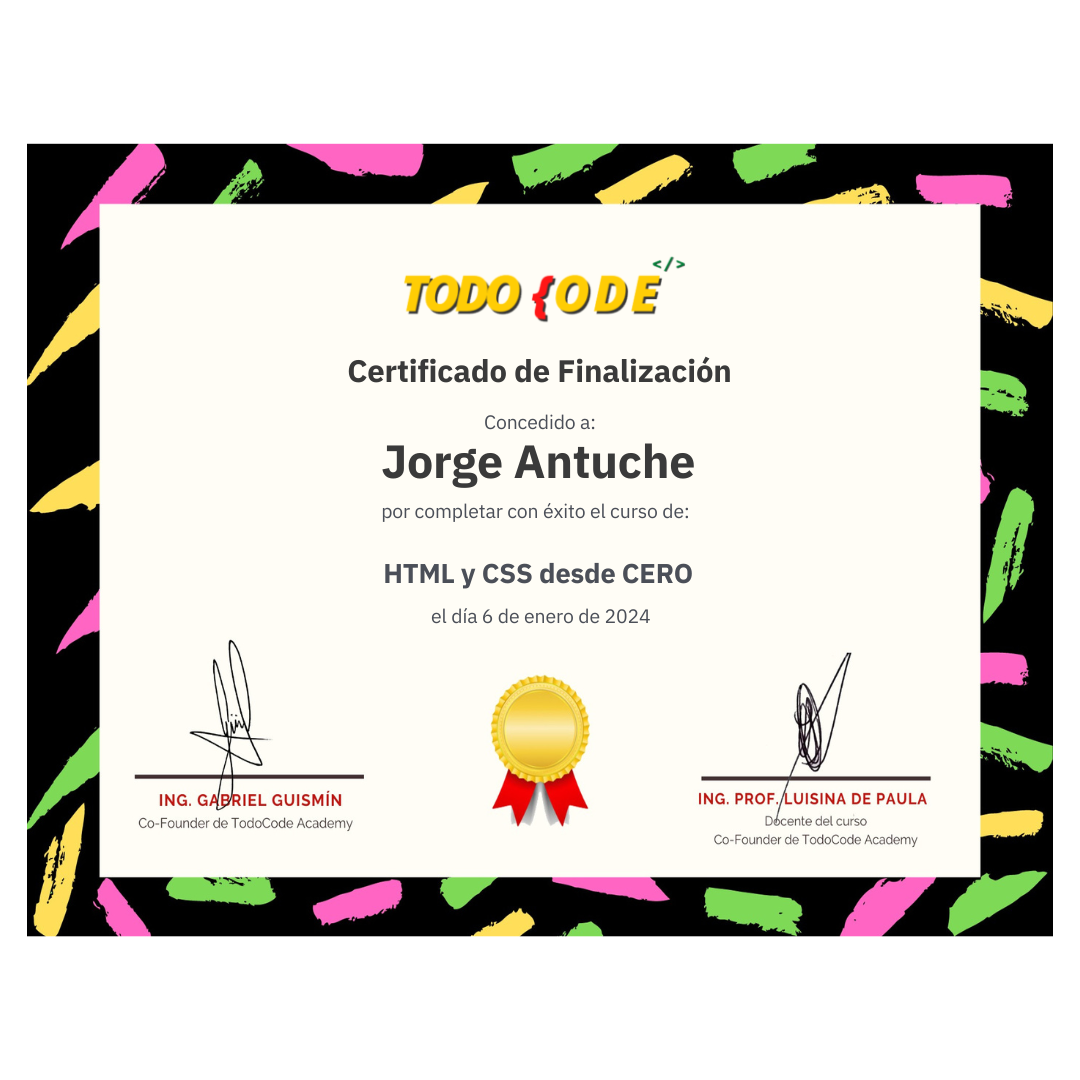 </>
TODO {ODE
Certificado de Finalización
Concedido a:
Jorge Antuche
por completar con éxito el curso de:
HTML y CSS desde CERO
el día 6 de enero de 2024
ING. GABRIEL GUISMÍN
Co-Founder de TodoCode Academy
ING. PROF. LUISINA DE PAULA
Docente del curso
Co-Founder de TodoCode Academy